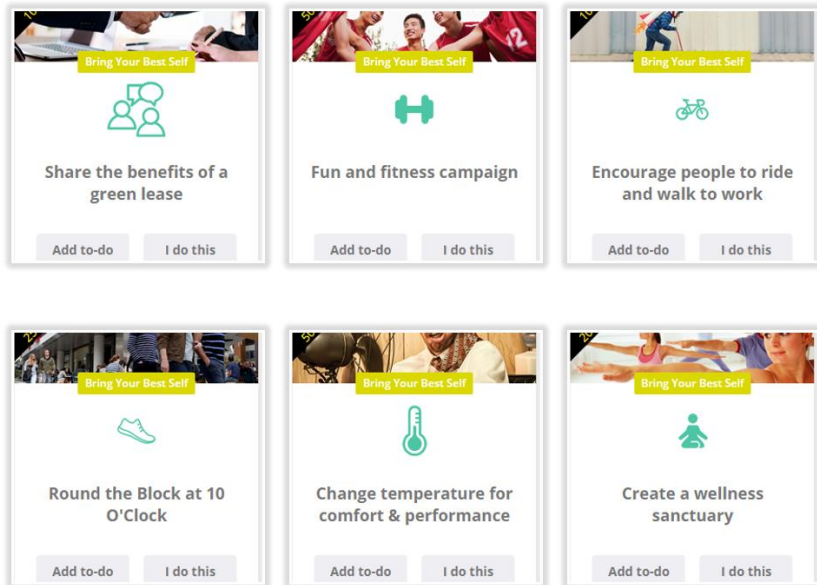 Bring Your Best Self
Bring Your Best Self
Bring Your Best Self
Share the benefits of a
green lease
Fun and fitness campaign
Encourage people to ride
and walk to work
Add to-do I do this
Add to-do I do this
Add to-do I do this
Bring Your Best Self
Bring Your Best Self
Bring Your Best Self
Round the Block at 10
O'Clock
Change temperature for
comfort & performance
Create a wellness
sanctuary
Add to-do I do this
Add to-do I do this
Add to-do I do this